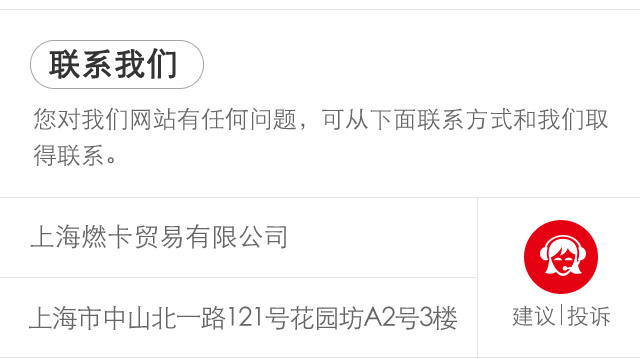 联系我们
您对我们网站有任何问题，可从下面联系方式和我们取
得联系。
上海燃卡贸易有限公司
上海市中山北一路121号花园坊A2号3楼
建议|投诉